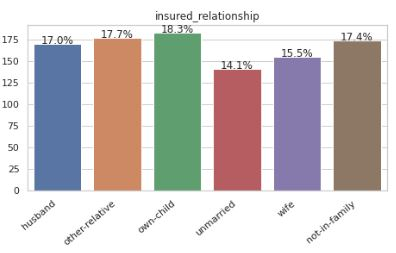 insured_relationship
18.3%
17.7%
17.4%
17.0%
15.5%
14.1%
175
150
125
100
75
50
25
0
husband
other-relative
own-child
unmarried
wife
not-in-family